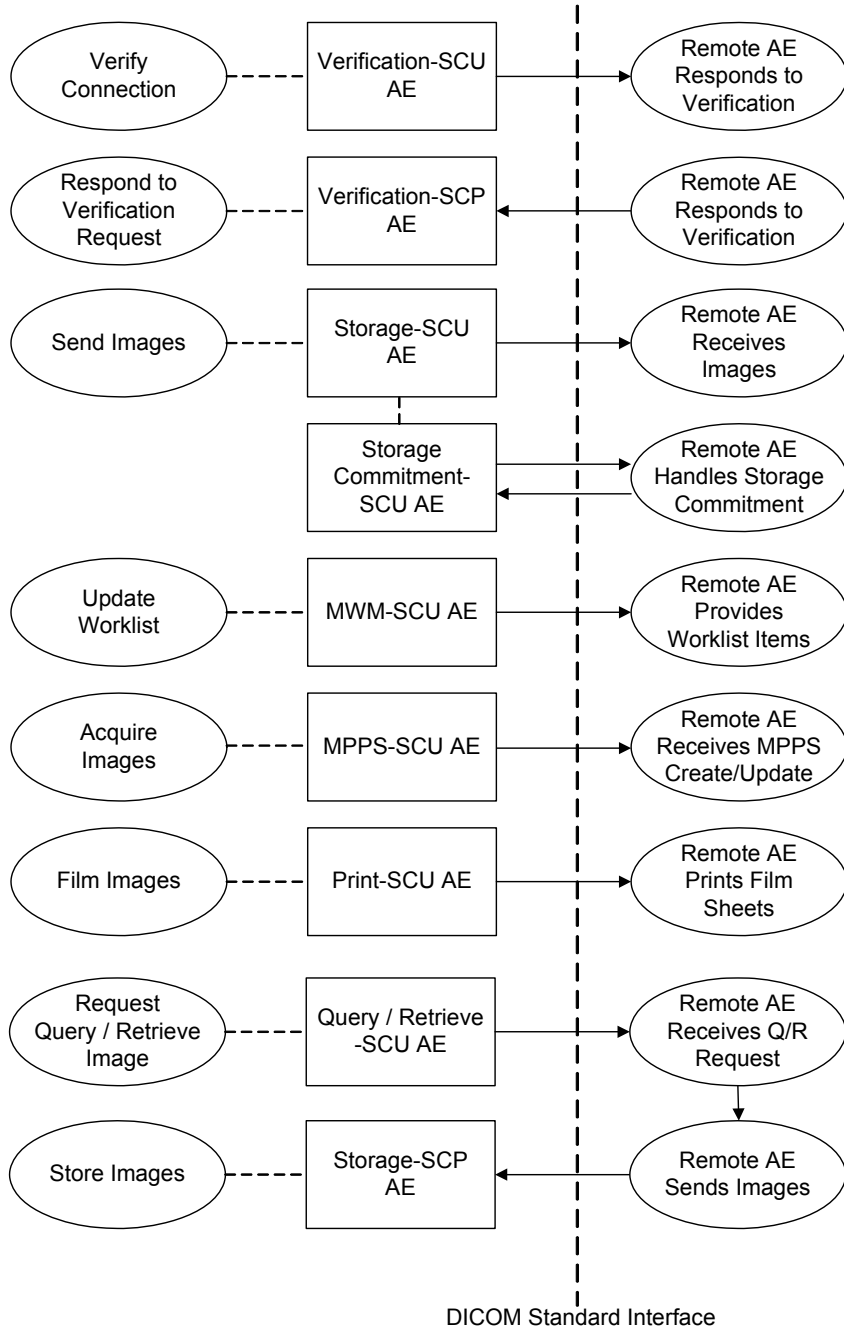 Verify
Connection
Verification-SCU
AE
Remote AE
Responds to
Verification
Respond to
Verification
Request
Verification-SCP
AE
Remote AE
Responds to
Verification
Send Images
Storage-SCU
AE
Remote AE
Receives
Images
Storage
Commitment-
SCU AE
Remote AE
Handles Storage
Commitment
Update
Worklist
MWM-SCU AE
Remote AE
Provides
Worklist Items
Acquire
Images
MPPS-SCU AE
Remote AE
Receives MPPS
Create/Update
Film Images
Print-SCU AE
Remote AE
Prints Film
Sheets
Request
Query / Retrieve
Image
Query / Retrieve
-SCU AE
Remote AE
Receives Q/R
Request
Store Images
Storage-SCP
AE
Remote AE
Sends Images
DICOM Standard Interface